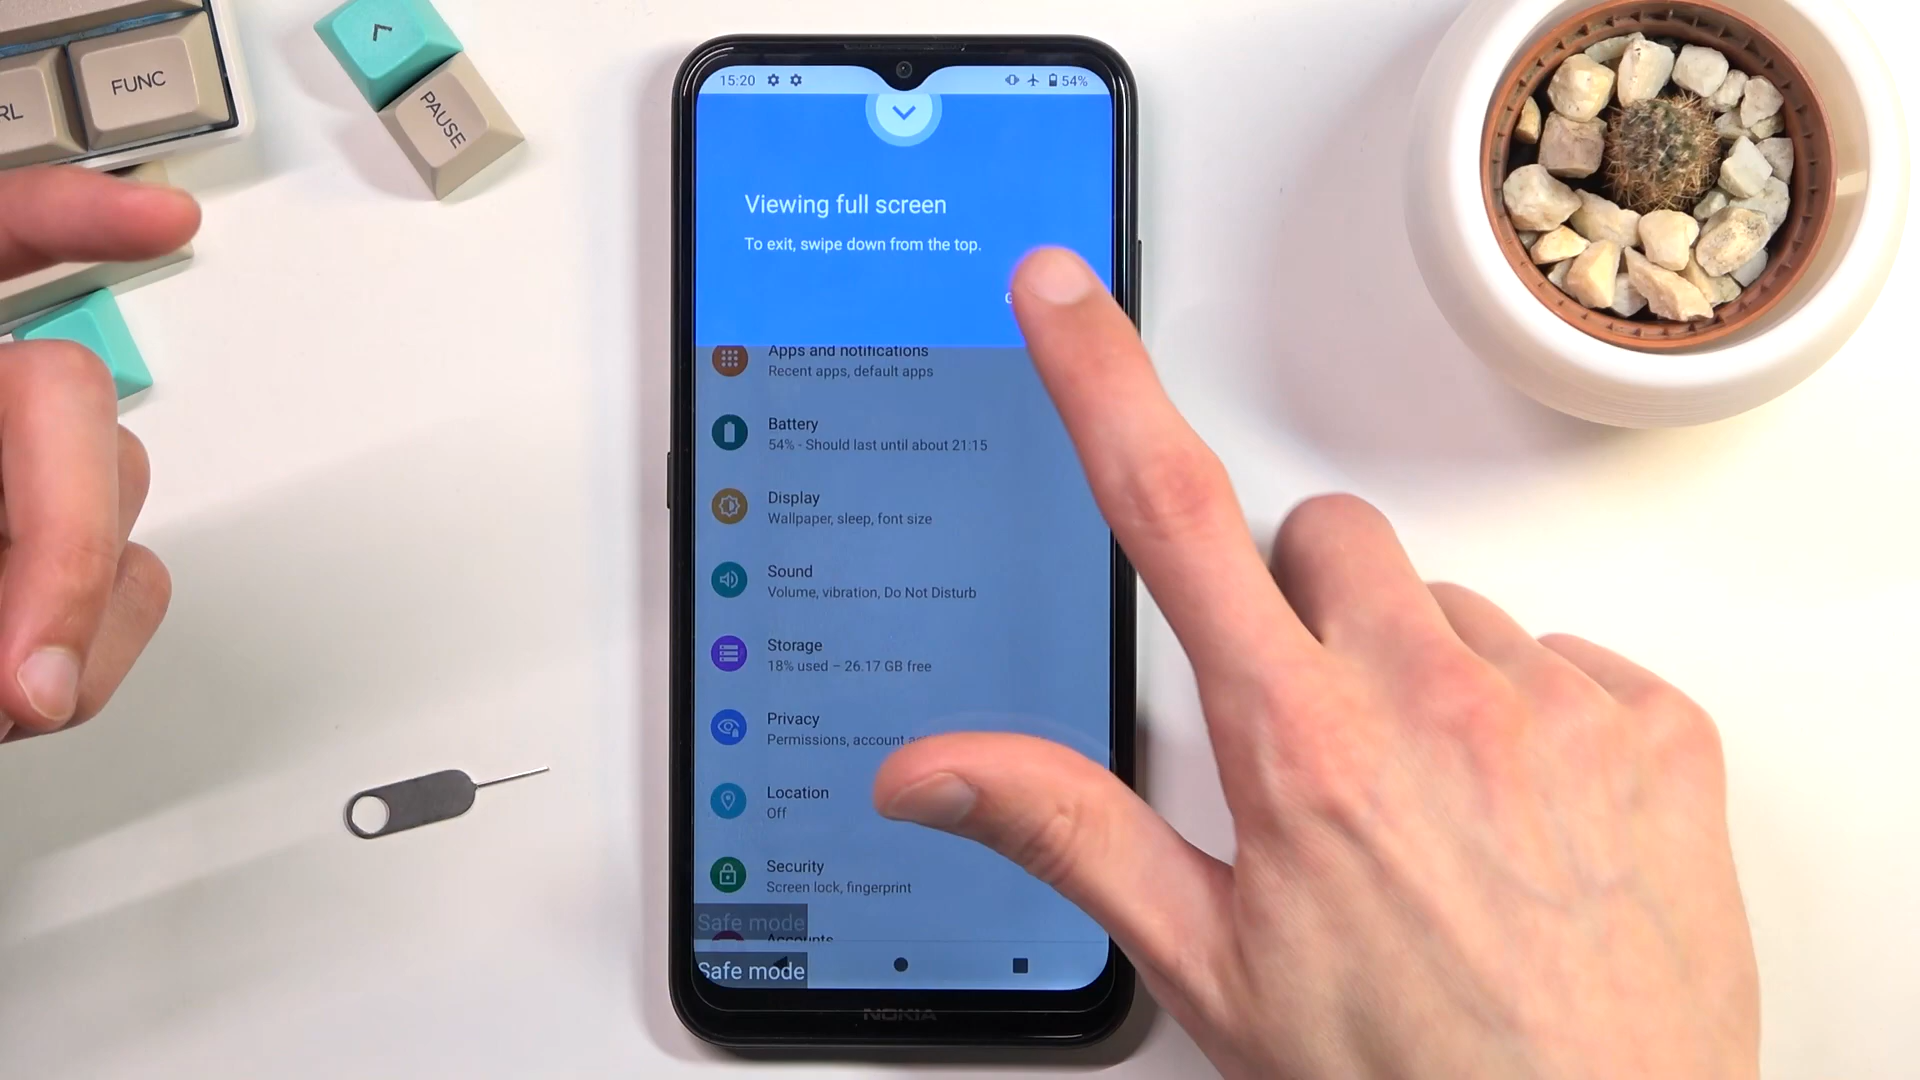 FUNC
RL
PAUSE
15:20
54%
Viewing full screen
To exit, swipe down from the top.
G
Apps and notifications
Recent apps, default apps
Battery
54% - Should last until about 21:15
Display
Wallpaper, sleep, font size
Sound
Volume, vibration, Do Not Disturb
Storage
18% used – 26.17 GB free
Privacy
Permissions, account
Location
Off
Security
Screen lock, fingerprint
Safe mode
Accounts
Safe mode
NOKIA